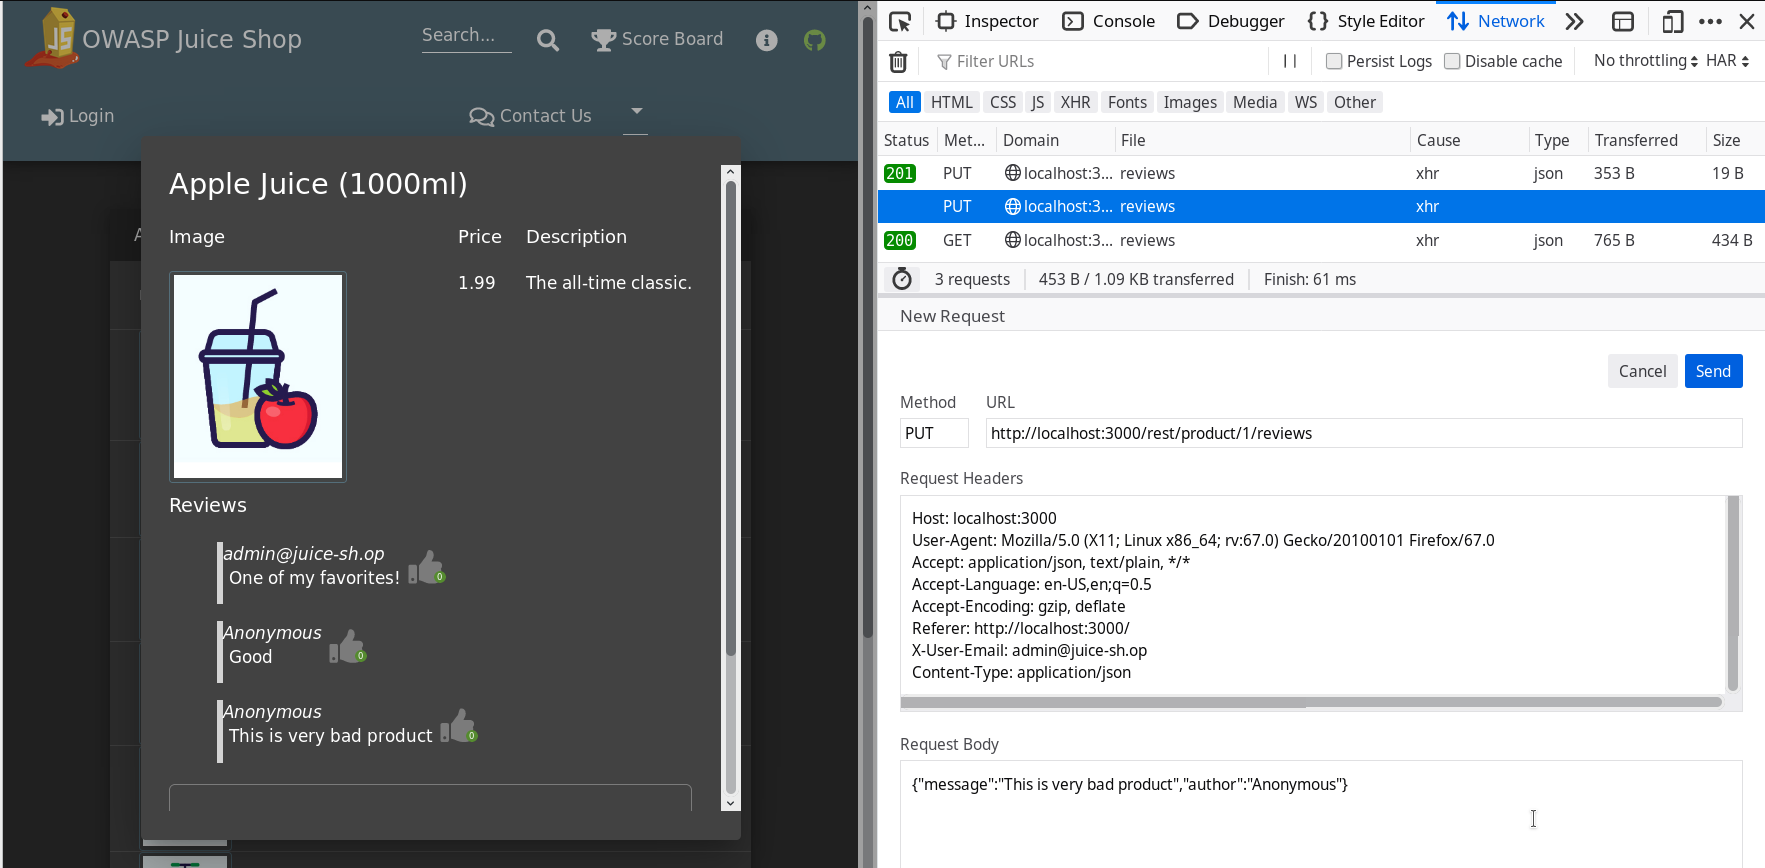 OWASP Juice Shop
Search...
Score Board
Login
Contact Us
Apple Juice (1000ml)
Image Price Description
1.99 The all-time classic.
Reviews
admin@juice-sh.op
One of my favorites!
0
Anonymous
Good
0
Anonymous
This is very bad product
0
Inspector Console Debugger Style Editor Network
Filter URLs Persist Logs Disable cache No throttling HAR
All HTML CSS JS XHR Fonts Images Media WS Other
Status Met... Domain File Cause Type Transferred Size
201 PUT localhost:3... reviews xhr json 353 B 19 B
PUT localhost:3... reviews xhr
200 GET localhost:3... reviews xhr json 765 B 434 B
3 requests 453 B / 1.09 KB transferred Finish: 61 ms
New Request
Cancel Send
Method URL
PUT http://localhost:3000/rest/product/1/reviews
Request Headers
Host: localhost:3000
User-Agent: Mozilla/5.0 (X11; Linux x86_64; rv:67.0) Gecko/20100101 Firefox/67.0
Accept: application/json, text/plain, */*
Accept-Language: en-US,en;q=0.5
Accept-Encoding: gzip, deflate
Referer: http://localhost:3000/
X-User-Email: admin@juice-sh.op
Content-Type: application/json
Request Body
{"message":"This is very bad product","author":"Anonymous"}